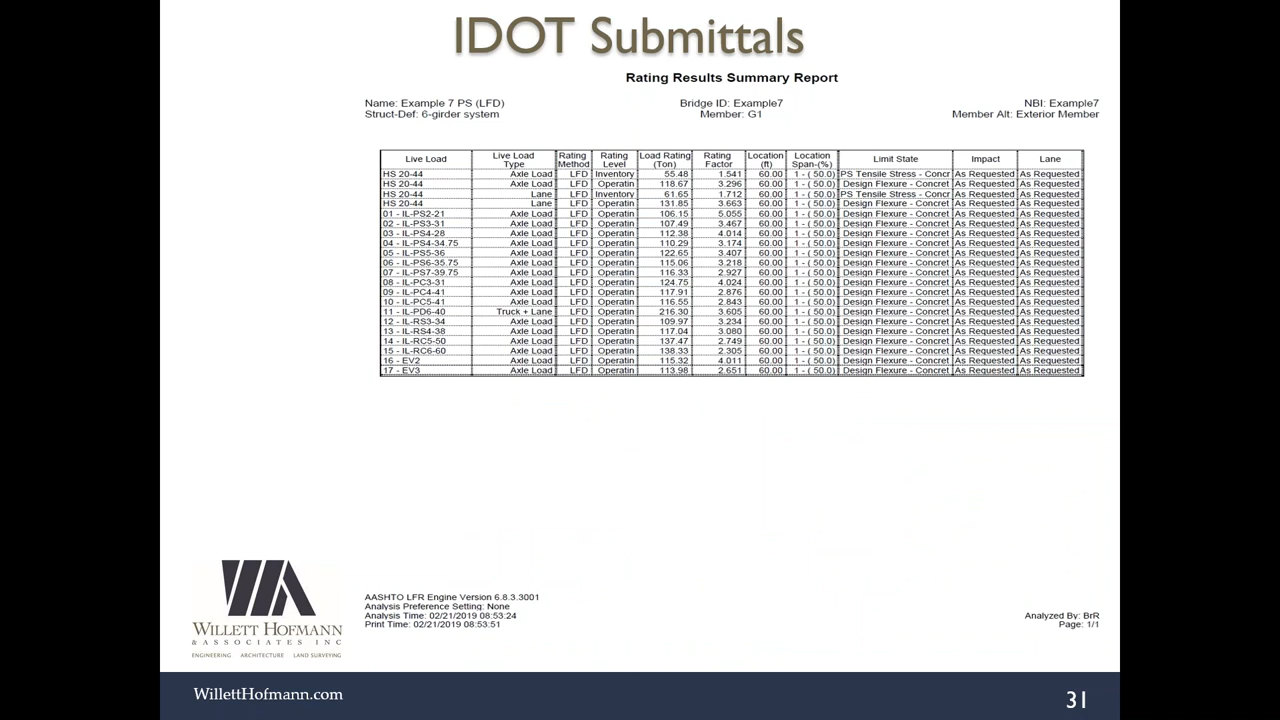 IDOT Submittals
Rating Results Summary Report
Name: Example 7 PS (LFD) Bridge ID: Example7 NBI: Example7
Struct-Def: 6-girder system Member: G1 Member Alt: Exterior Member
Live Load Live Load Type Rating Method Rating Level Load Rating (Ton) Rating Factor Location (ft) Location Span-(%) Limit State Impact Lane
HS 20-44 Axle Load LFD Inventory 55.48 1.541 60.00 1 - ( 50.0) PS Tensile Stress - Concr As Requested As Requested
HS 20-44 Axle Load LFD Operatin 118.67 3.296 60.00 1 - ( 50.0) Design Flexure - Concret As Requested As Requested
HS 20-44 Lane LFD Inventory 61.65 1.712 60.00 1 - ( 50.0) PS Tensile Stress - Concr As Requested As Requested
HS 20-44 Lane LFD Operatin 131.85 3.663 60.00 1 - ( 50.0) Design Flexure - Concret As Requested As Requested
01 - IL-PS2-21 Axle Load LFD Operatin 106.15 5.055 60.00 1 - ( 50.0) Design Flexure - Concret As Requested As Requested
02 - IL-PS3-31 Axle Load LFD Operatin 107.49 3.467 60.00 1 - ( 50.0) Design Flexure - Concret As Requested As Requested
03 - IL-PS4-28 Axle Load LFD Operatin 112.38 4.014 60.00 1 - ( 50.0) Design Flexure - Concret As Requested As Requested
04 - IL-PS4-34.75 Axle Load LFD Operatin 110.29 3.174 60.00 1 - ( 50.0) Design Flexure - Concret As Requested As Requested
05 - IL-PS5-36 Axle Load LFD Operatin 122.65 3.407 60.00 1 - ( 50.0) Design Flexure - Concret As Requested As Requested
06 - IL-PS6-35.75 Axle Load LFD Operatin 115.06 3.218 60.00 1 - ( 50.0) Design Flexure - Concret As Requested As Requested
07 - IL-PS7-39.75 Axle Load LFD Operatin 116.33 2.927 60.00 1 - ( 50.0) Design Flexure - Concret As Requested As Requested
08 - IL-PC3-31 Axle Load LFD Operatin 124.75 4.024 60.00 1 - ( 50.0) Design Flexure - Concret As Requested As Requested
09 - IL-PC4-41 Axle Load LFD Operatin 117.91 2.876 60.00 1 - ( 50.0) Design Flexure - Concret As Requested As Requested
10 - IL-PC5-41 Axle Load LFD Operatin 116.55 2.843 60.00 1 - ( 50.0) Design Flexure - Concret As Requested As Requested
11 - IL-PD6-40 Truck + Lane LFD Operatin 216.30 3.605 60.00 1 - ( 50.0) Design Flexure - Concret As Requested As Requested
12 - IL-RS3-34 Axle Load LFD Operatin 109.97 3.234 60.00 1 - ( 50.0) Design Flexure - Concret As Requested As Requested
13 - IL-RS4-38 Axle Load LFD Operatin 117.04 3.080 60.00 1 - ( 50.0) Design Flexure - Concret As Requested As Requested
14 - IL-RC5-50 Axle Load LFD Operatin 137.47 2.749 60.00 1 - ( 50.0) Design Flexure - Concret As Requested As Requested
15 - IL-RC6-60 Axle Load LFD Operatin 138.33 2.305 60.00 1 - ( 50.0) Design Flexure - Concret As Requested As Requested
16 - EV2 Axle Load LFD Operatin 115.32 4.011 60.00 1 - ( 50.0) Design Flexure - Concret As Requested As Requested
17 - EV3 Axle Load LFD Operatin 113.98 2.651 60.00 1 - ( 50.0) Design Flexure - Concret As Requested As Requested
AASHTO LFR Engine Version 6.8.3.3001
Analysis Preference Setting: None
Analysis Time: 02/21/2019 08:53:24 Analyzed By: BrR
Print Time: 02/21/2019 08:53:51 Page: 1/1
WILLETT HOFMANN
& ASSOCIATES INC
ENGINEERING ARCHITECTURE LAND SURVEYING
WillettHofmann.com 31